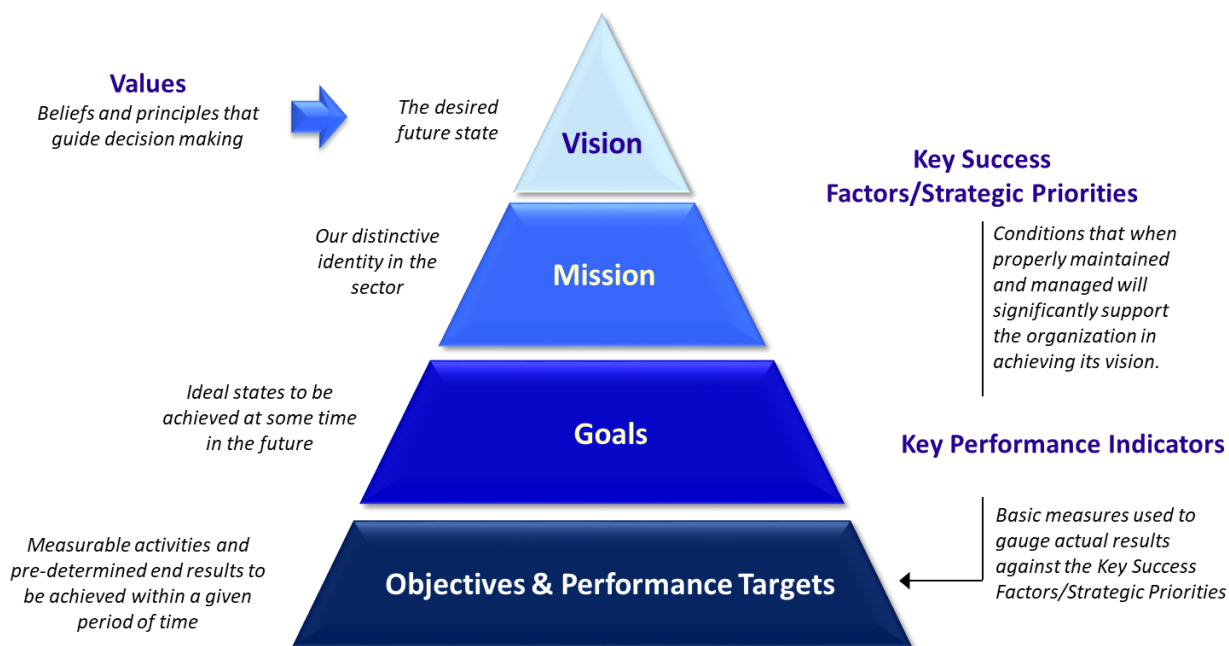 Values
Beliefs and principles that
guide decision making
The desired
future state
Vision
Our distinctive
identity in the
sector
Mission
Ideal states to be
achieved at some time
in the future
Goals
Measurable activities and
pre-determined end results to
be achieved within a given
period of time
Objectives & Performance Targets
Key Success
Factors/Strategic Priorities
Conditions that when
properly maintained
and managed will
significantly support
the organization in
achieving its vision.
Key Performance Indicators
Basic measures used to
gauge actual results
against the Key Success
Factors/Strategic Priorities